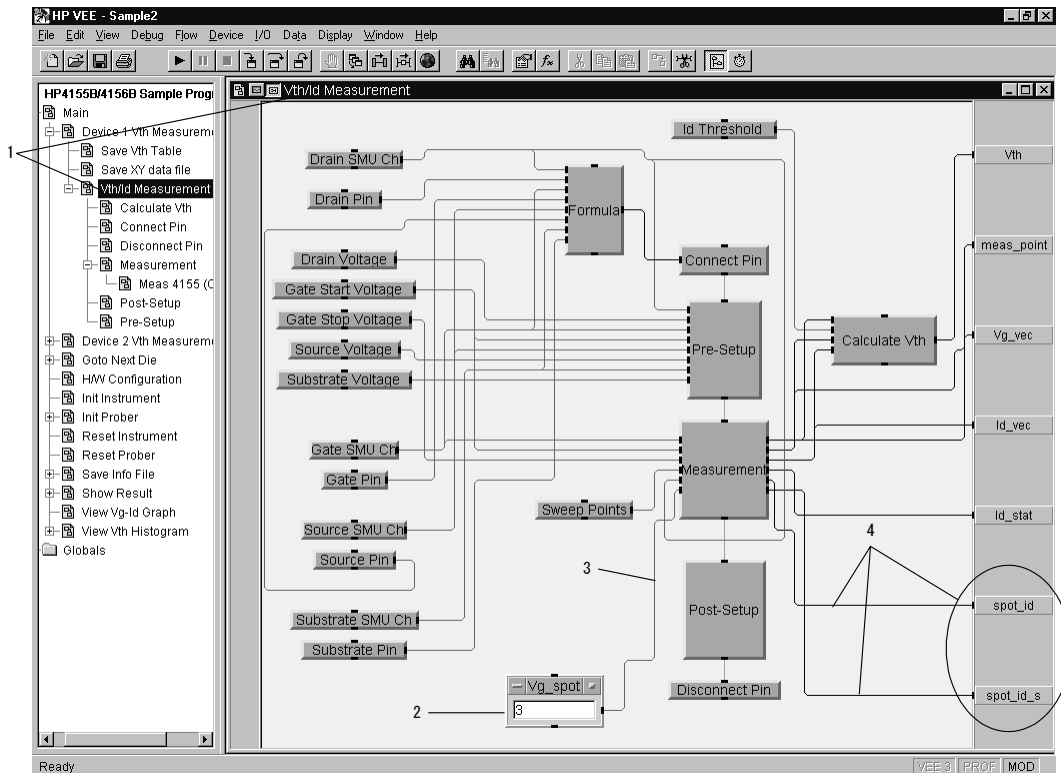 HP VEE - Sample2
File Edit View Debug Flow Device I/O Data Display Window Help
HP4155B/4156B Sample Progr
Main
Device 1 Vth Measurem
Save Vth Table
Save XY data file
Vth/Id Measurement
Calculate Vth
Connect Pin
Disconnect Pin
Measurement
Meas 4155 (C
Post-Setup
Pre-Setup
Device 2 Vth Measurem
Goto Next Die
H/W Configuration
Init Instrument
Init Prober
Reset Instrument
Reset Prober
Save Info File
Show Result
View Vg-Id Graph
View Vth Histogram
Globals
1
Vth/Id Measurement
Id Threshold
Drain SMU Ch
Drain Pin
Formula
Drain Voltage
Gate Start Voltage
Gate Stop Voltage
Source Voltage
Substrate Voltage
Connect Pin
Pre-Setup
Calculate Vth
Gate SMU Ch
Gate Pin
Measurement
Sweep Points
Source SMU Ch
Source Pin
3
Post-Setup
4
Substrate SMU Ch
Substrate Pin
Disconnect Pin
Vg_spot
2
3
Vth
meas_point
Vg_vec
Id_vec
Id_stat
spot_id
spot_id_s
Ready
VEE 3 PROF MOD